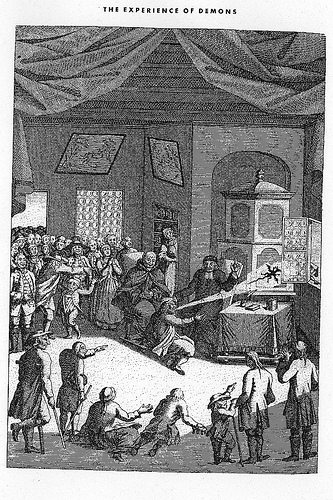 THE EXPERIENCE OF DEMONS